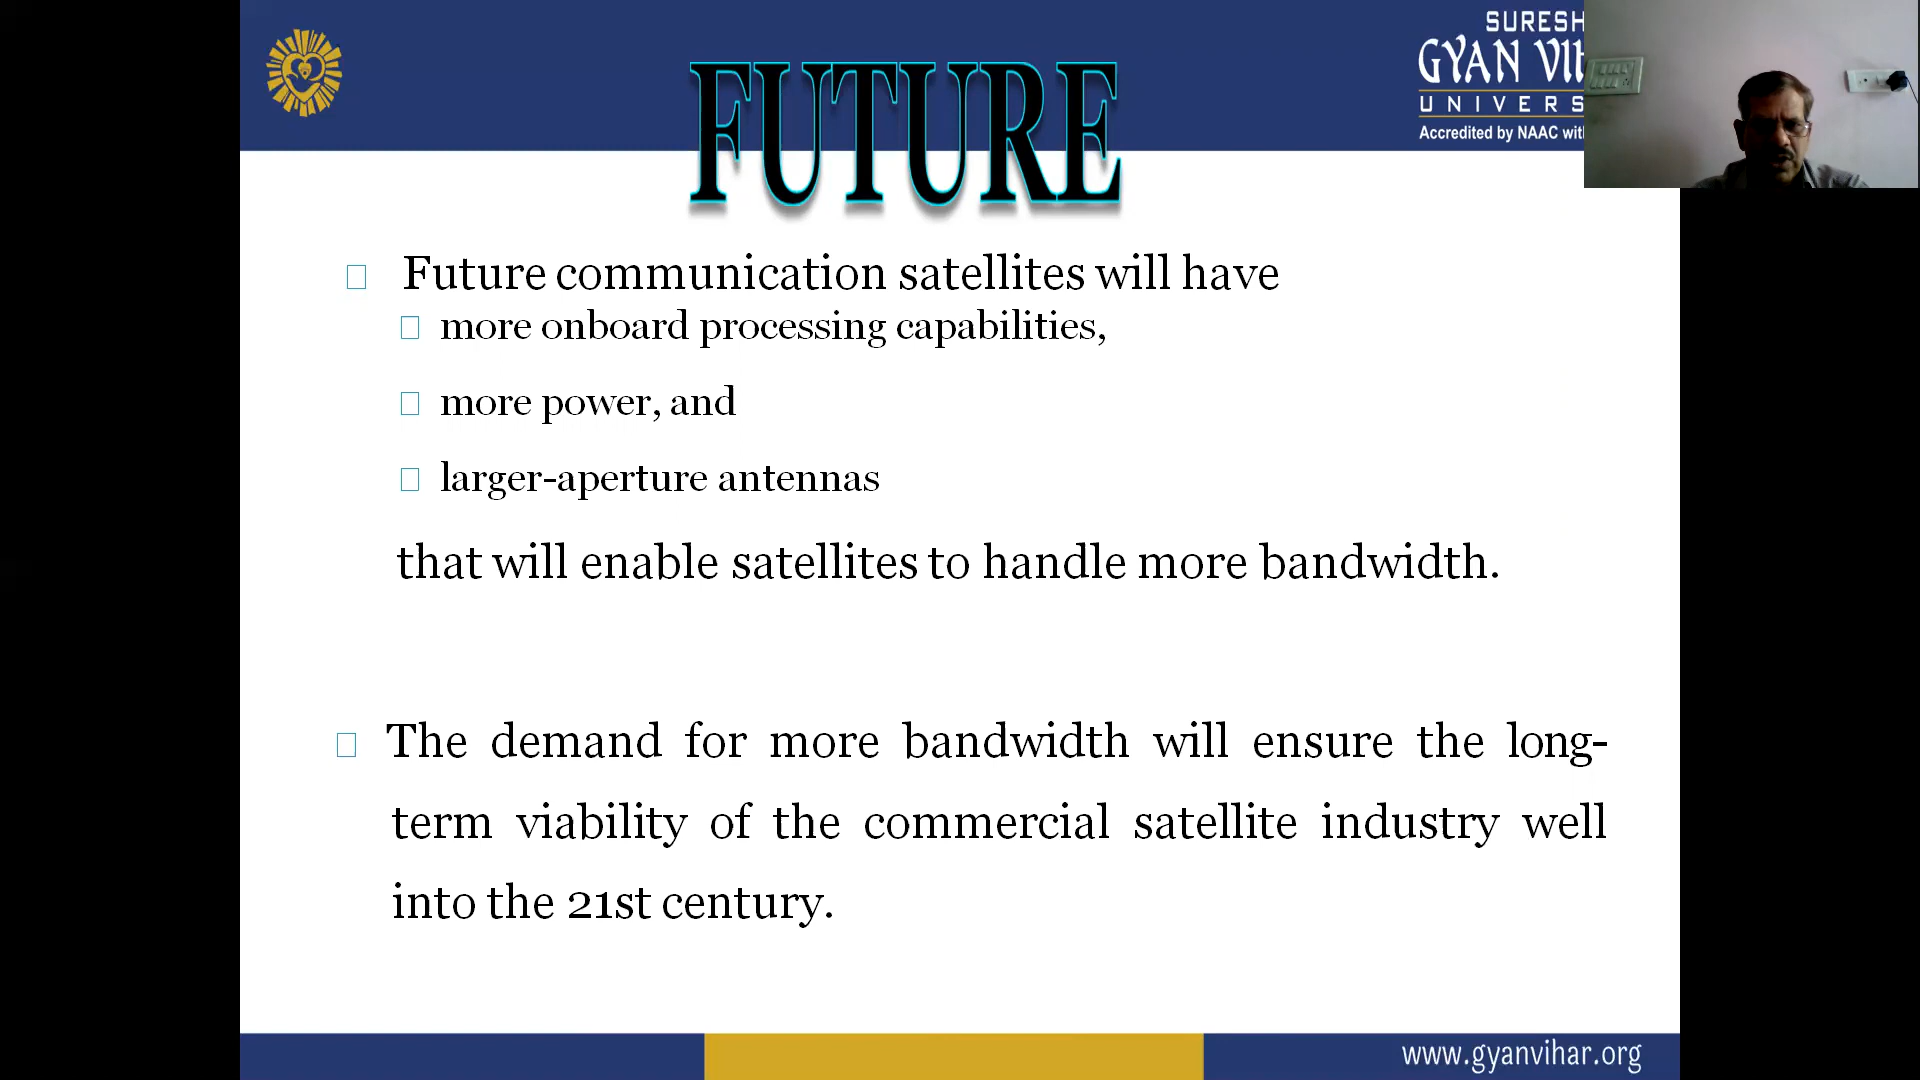 SURESH
GYAN VI
UNIVERS
Accredited by NAAC wit
FUTURE
Future communication satellites will have
more onboard processing capabilities,
more power, and
larger-aperture antennas
that will enable satellites to handle more bandwidth.
The demand for more bandwidth will ensure the long-
term viability of the commercial satellite industry well
into the 21st century.
www.gyanvihar.org